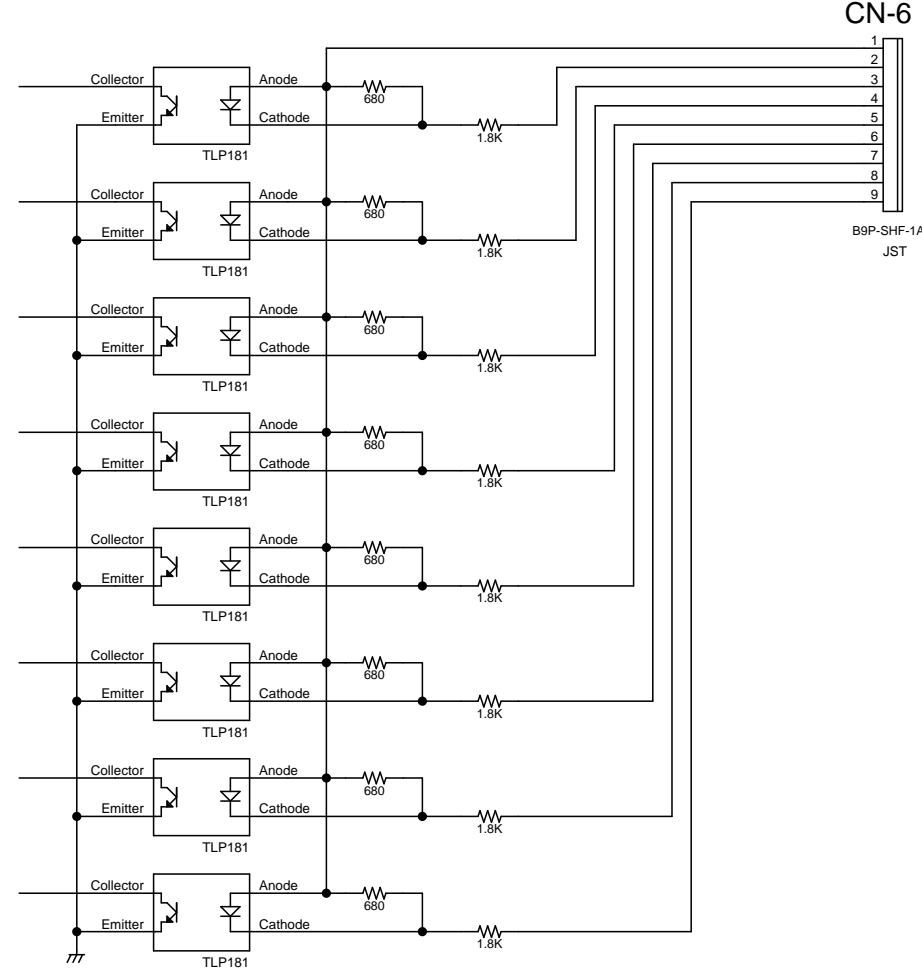 CN-6
1
2
3
4
5
6
7
8
9
B9P-SHF-1A
JST
Collector Anode
680
Emitter Cathode
1.8K
TLP181
Collector Anode
680
Emitter Cathode
1.8K
TLP181
Collector Anode
680
Emitter Cathode
1.8K
TLP181
Collector Anode
680
Emitter Cathode
1.8K
TLP181
Collector Anode
680
Emitter Cathode
1.8K
TLP181
Collector Anode
680
Emitter Cathode
1.8K
TLP181
Collector Anode
680
Emitter Cathode
1.8K
TLP181
Collector Anode
680
Emitter Cathode
1.8K
TLP181